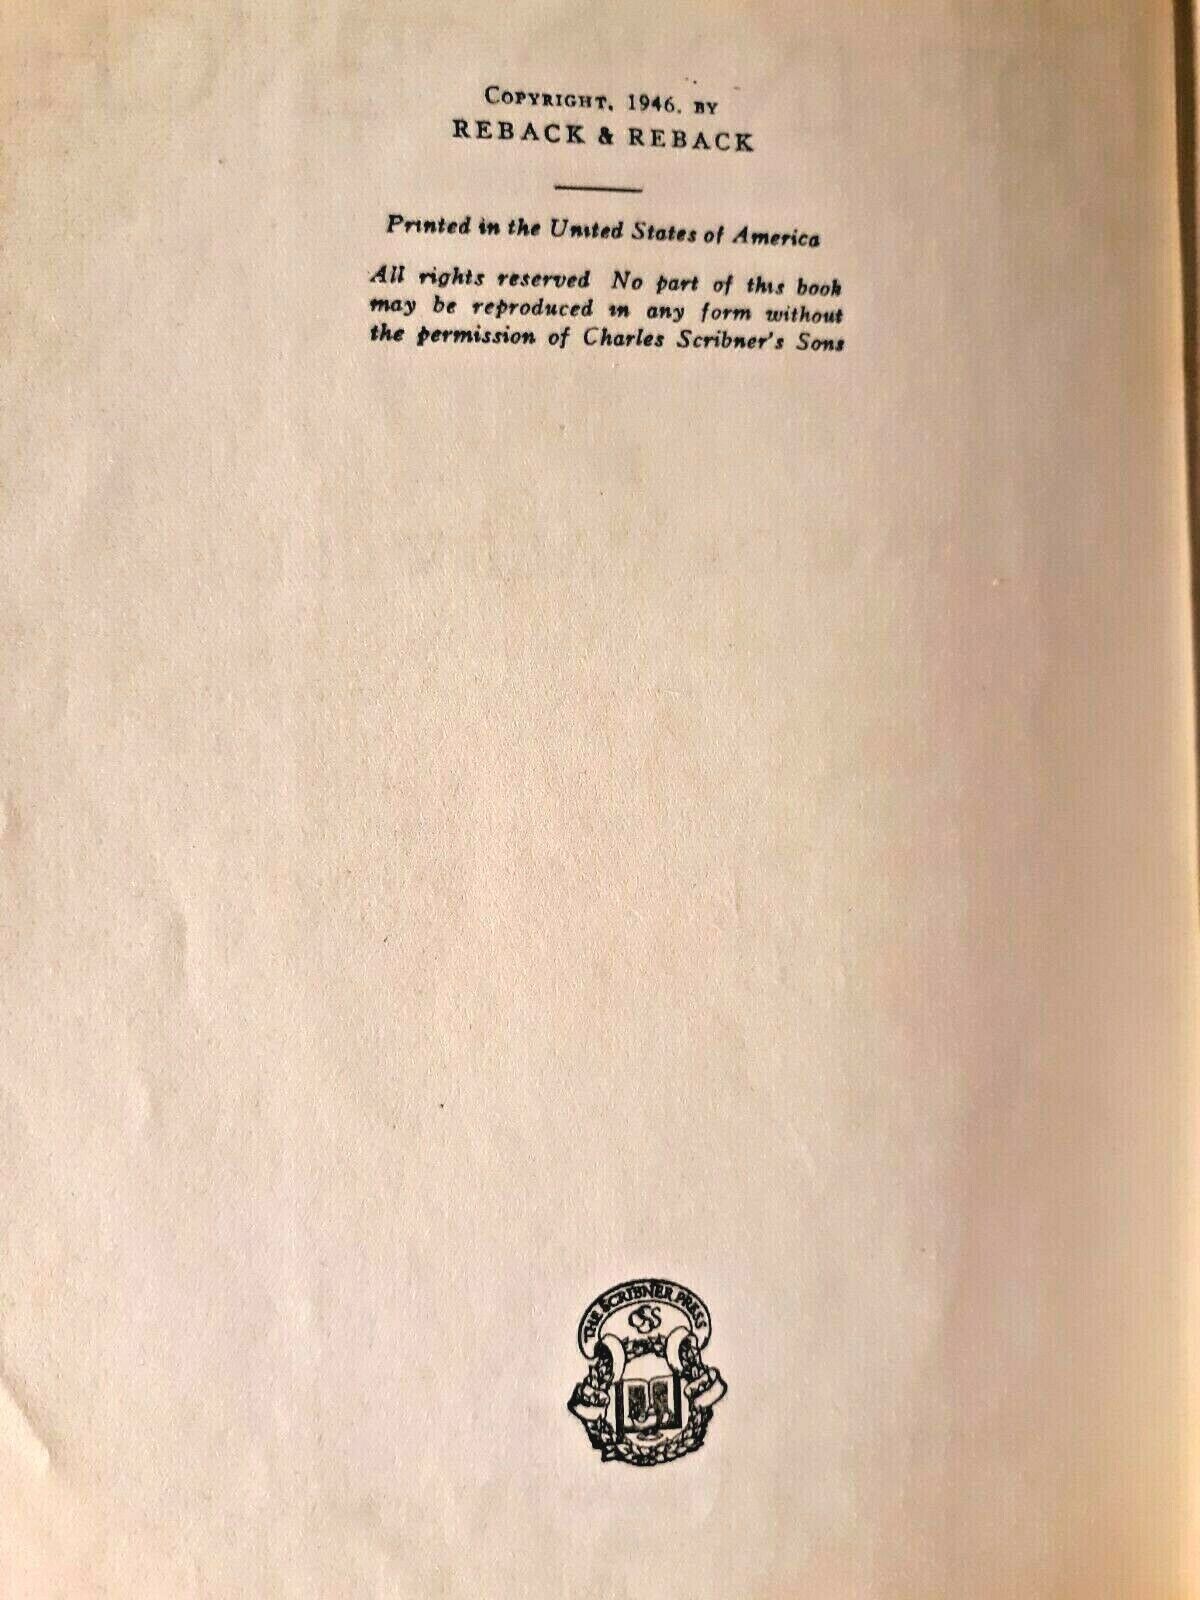 COPYRIGHT, 1946, BY
REBACK & REBACK
Printed in the United States of America
All rights reserved No part of this book
may be reproduced in any form without
the permission of Charles Scribner's Sons
THE SCRIBNER PRESS
CSS